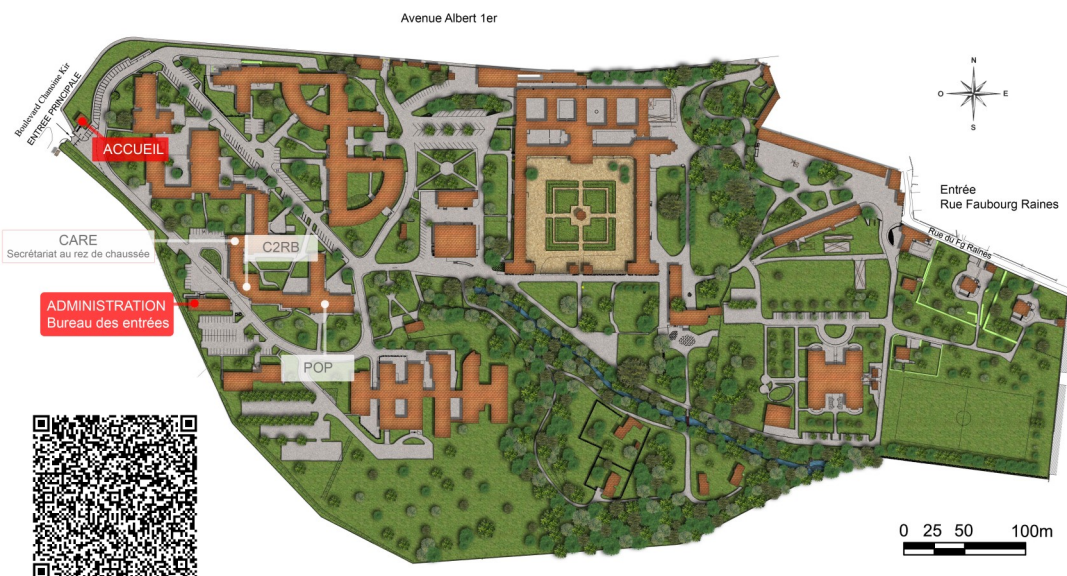 Avenue Albert 1er
Boulevard Chanoine Kir
ENTREE PRINCIPALE
ACCUEIL
N
O
E
S
Entrée
Rue Faubourg Raines
Rue du Fg Raines
CARE
Secrétariat au rez de chaussée
C2RB
ADMINISTRATION
Bureau des entrées
POP
0 25 50 100m